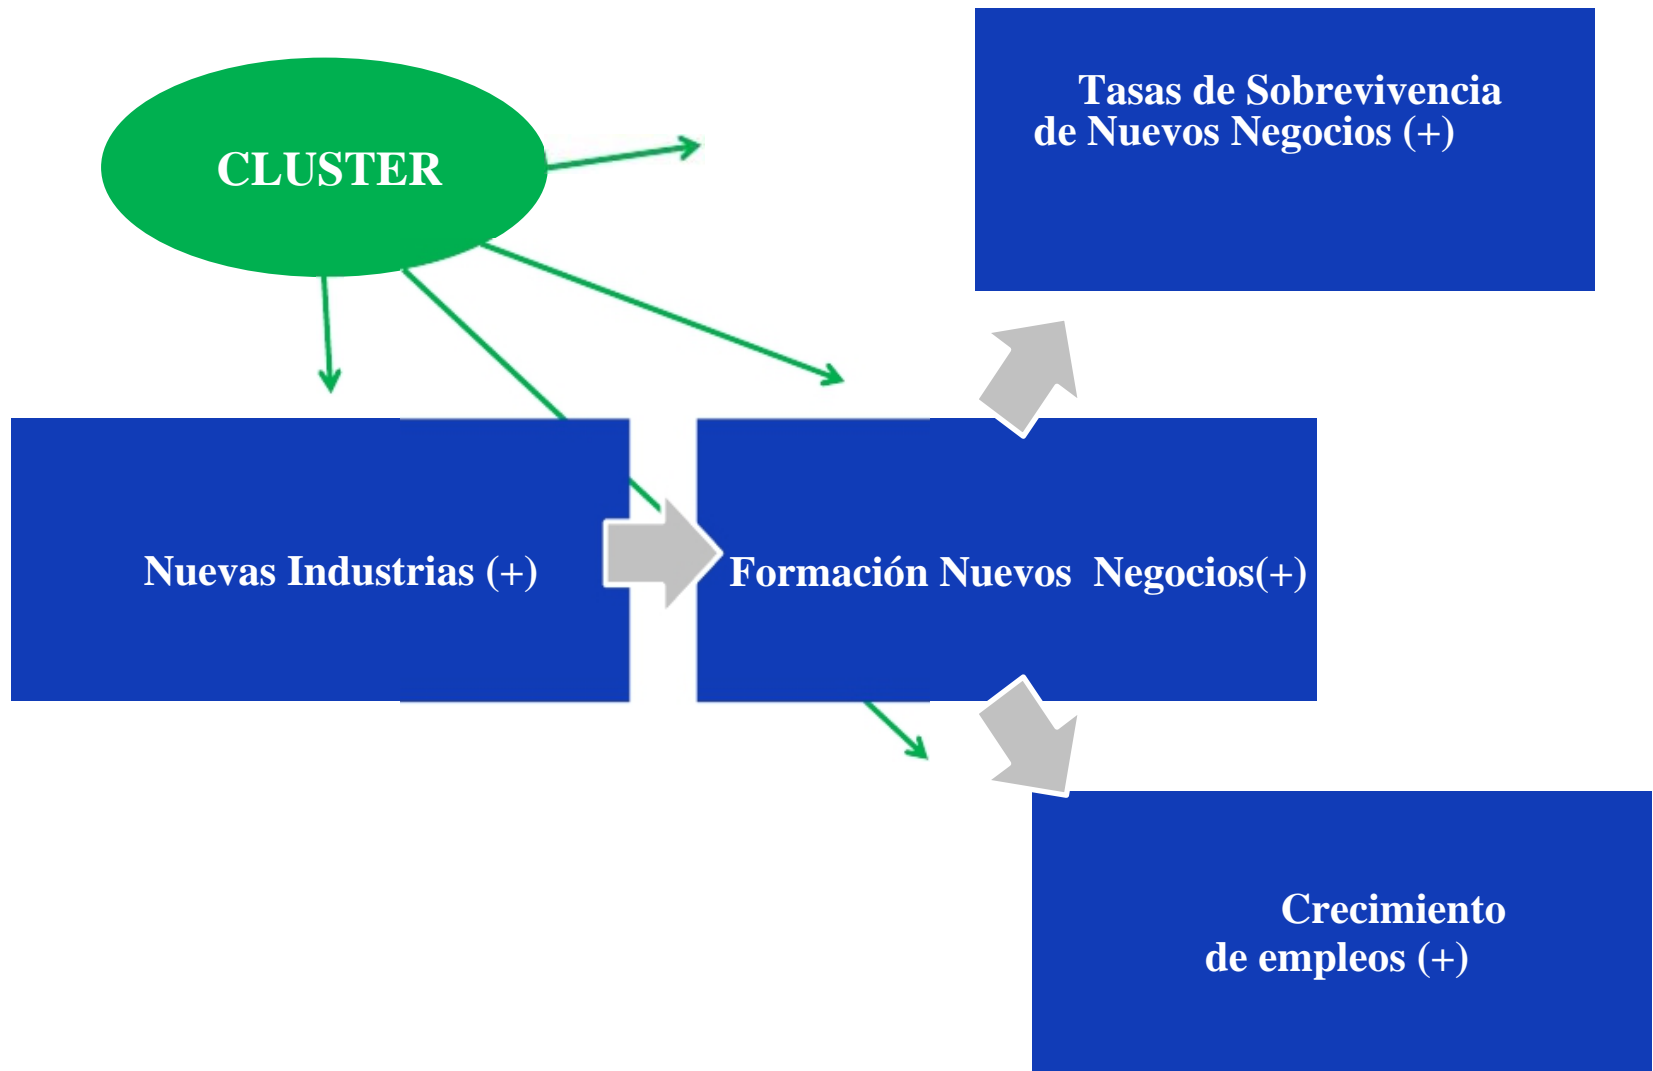 CLUSTER
Tasas de Sobrevivencia
de Nuevos Negocios (+)
Nuevas Industrias (+)
Formación Nuevos Negocios(+)
Crecimiento
de empleos (+)